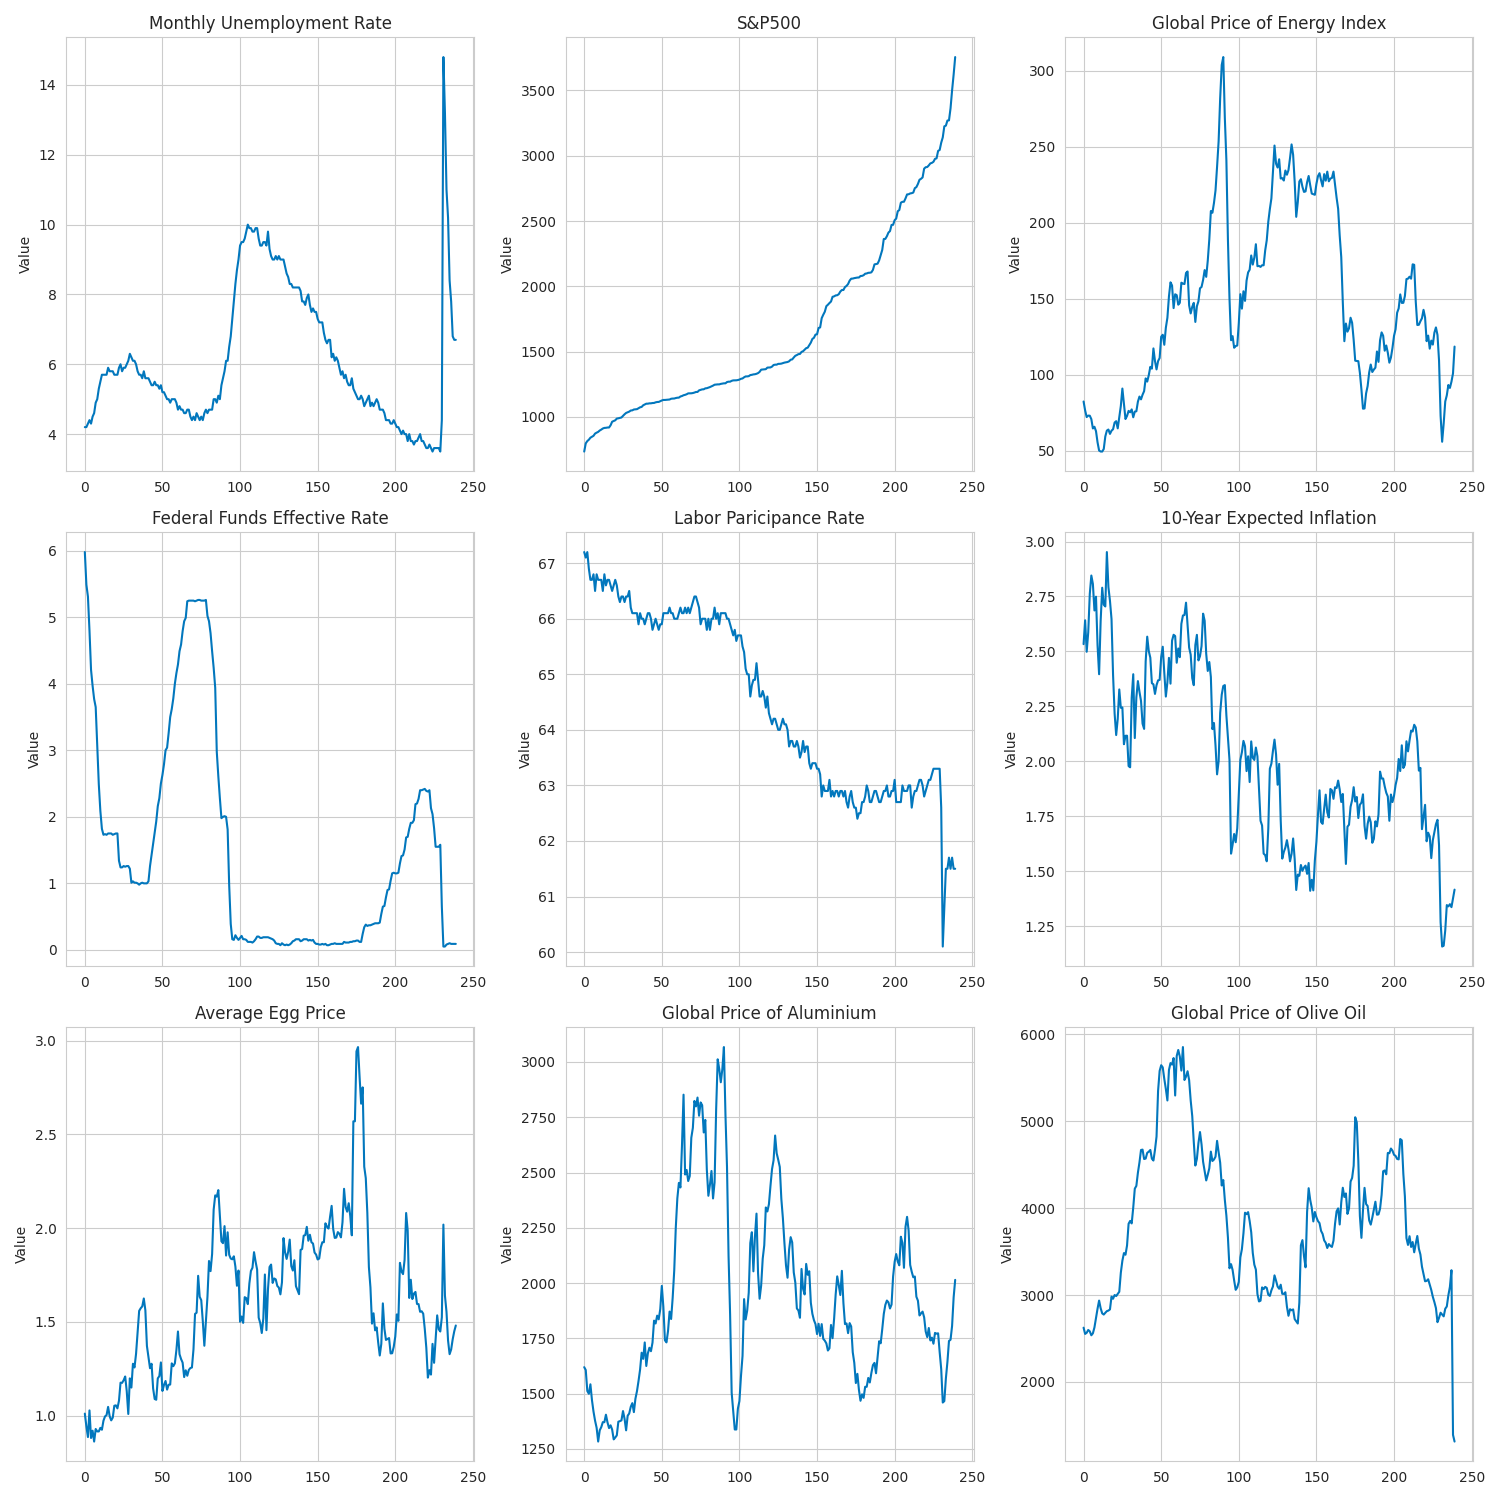 Monthly Unemployment Rate
Value
14
12
10
8
6
4
0 50 100 150 200 250
S&P500
Value
3500
3000
2500
2000
1500
1000
0 50 100 150 200 250
Global Price of Energy Index
Value
300
250
200
150
100
50
0 50 100 150 200 250
Federal Funds Effective Rate
Value
6
5
4
3
2
1
0
0 50 100 150 200 250
Labor Paricipance Rate
Value
67
66
65
64
63
62
61
60
0 50 100 150 200 250
10-Year Expected Inflation
Value
3.00
2.75
2.50
2.25
2.00
1.75
1.50
1.25
0 50 100 150 200 250
Average Egg Price
Value
3.0
2.5
2.0
1.5
1.0
0 50 100 150 200 250
Global Price of Aluminium
Value
3000
2750
2500
2250
2000
1750
1500
1250
0 50 100 150 200 250
Global Price of Olive Oil
Value
6000
5000
4000
3000
2000
0 50 100 150 200 250